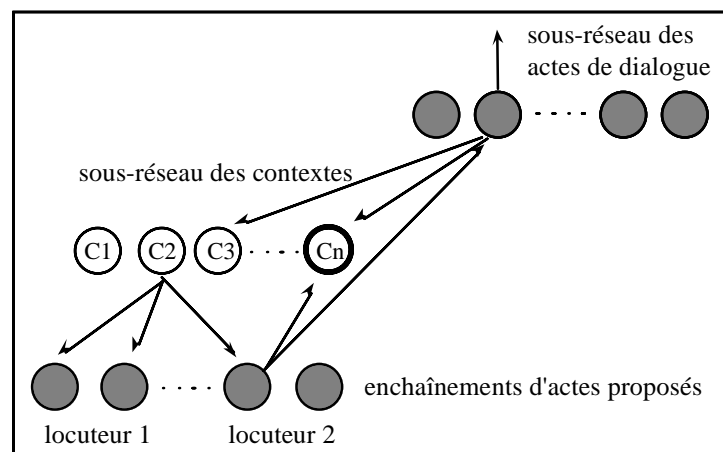 sous-réseau des
actes de dialogue
sous-réseau des contextes
C1 C2 C3 Cn
enchaînements d'actes proposés
locuteur 1 locuteur 2